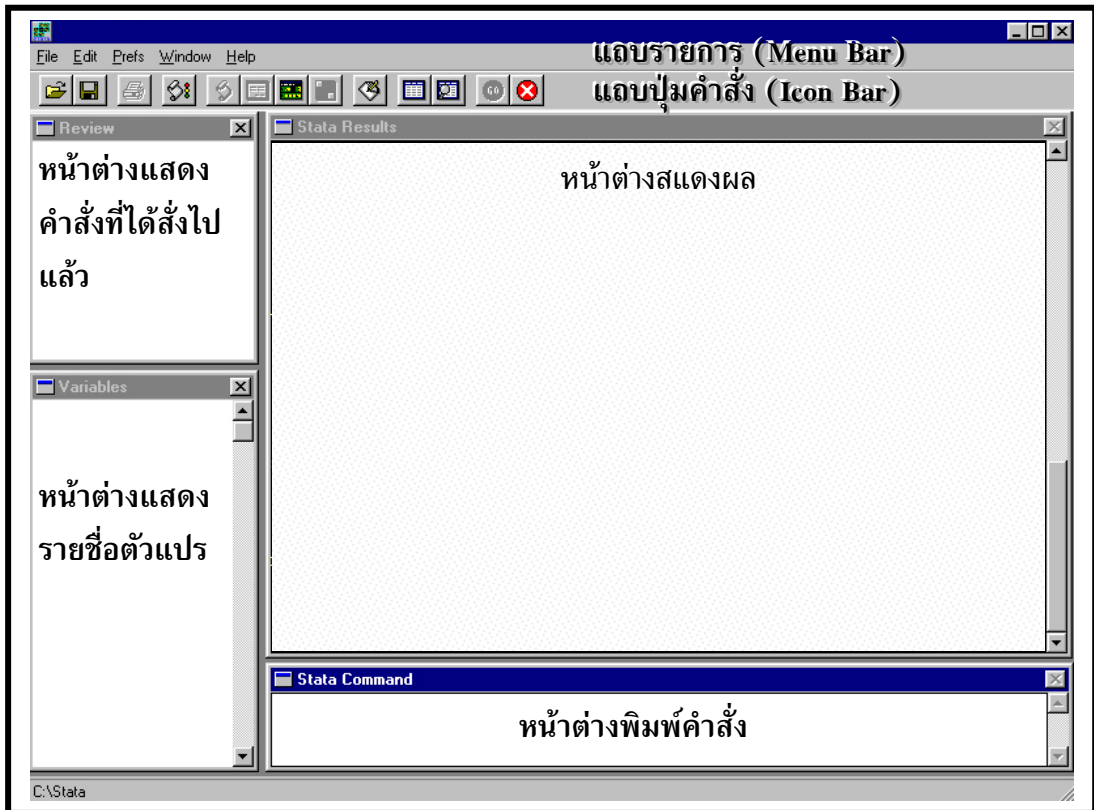 File Edit Prefs Window Help
แถบรายการ (Menu Bar)
แถบปุ่มคำสั่ง (Icon Bar)
GO
Review
หน้าต่างแสดง
คำสั่งที่ได้สั่งไป
แล้ว
Variables
หน้าต่างแสดง
รายชื่อตัวแปร
Stata Results
หน้าต่างสแดงผล
Stata Command
หน้าต่างพิมพ์คำสั่ง
C:\Stata